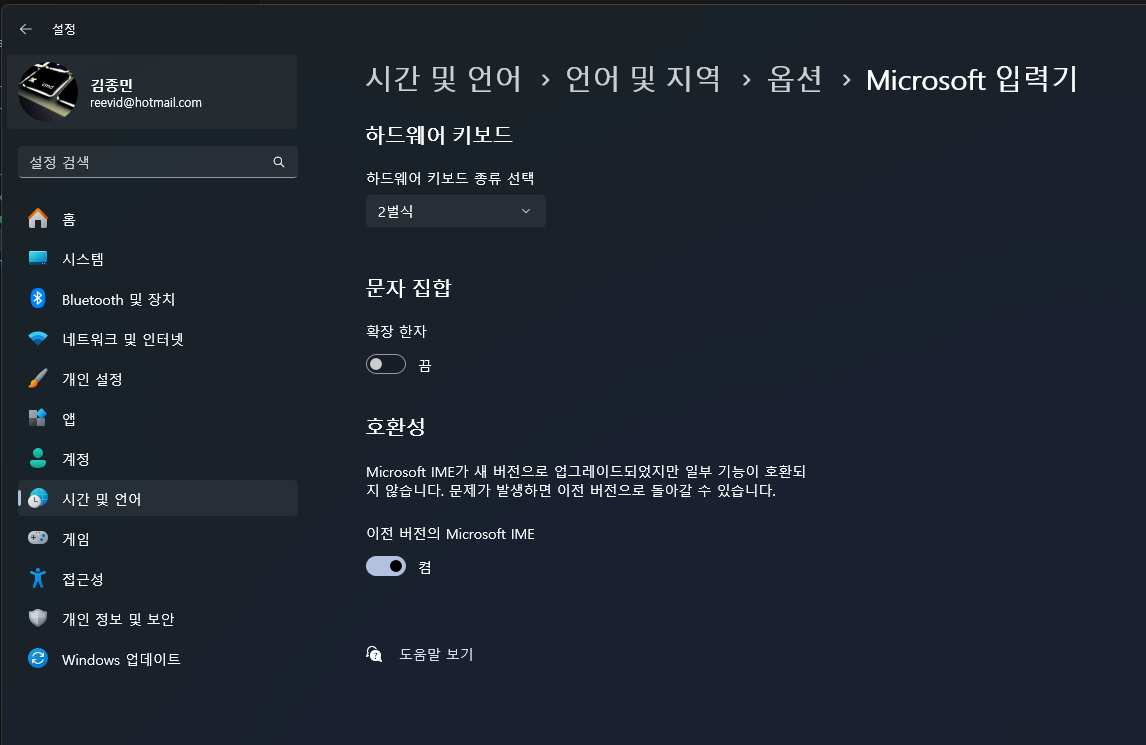 설정
김종민
reevid@hotmail.com
설정 검색
홈
시스템
Bluetooth 및 장치
네트워크 및 인터넷
개인 설정
앱
계정
시간 및 언어
게임
접근성
개인 정보 및 보안
Windows 업데이트
시간 및 언어 › 언어 및 지역 › 옵션 › Microsoft 입력기
하드웨어 키보드
하드웨어 키보드 종류 선택
2벌식
문자 집합
확장 한자
끔
호환성
Microsoft IME가 새 버전으로 업그레이드되었지만 일부 기능이 호환되
지 않습니다. 문제가 발생하면 이전 버전으로 돌아갈 수 있습니다.
이전 버전의 Microsoft IME
켬
도움말 보기